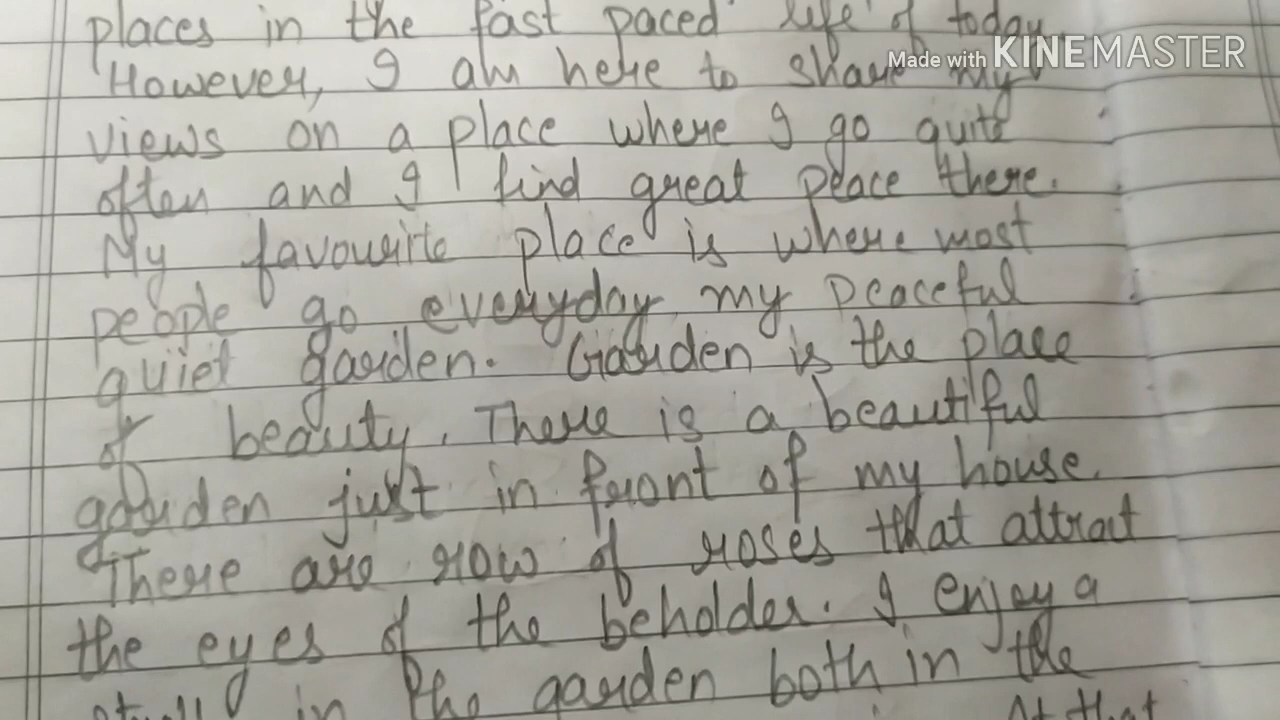 places in the fast paced life of today.
Made with KINEMASTER
However, I am here to share my
views on a place where I go quite
often and I find great peace there.
My favourite place is where most
people go everyday my peaceful
quiet garden. Garden is the place
of beauty. There is a beautiful
garden just in front of my house.
There are row of roses that attract
the eyes of the beholder. I enjoy a
in the garden both in the
At that